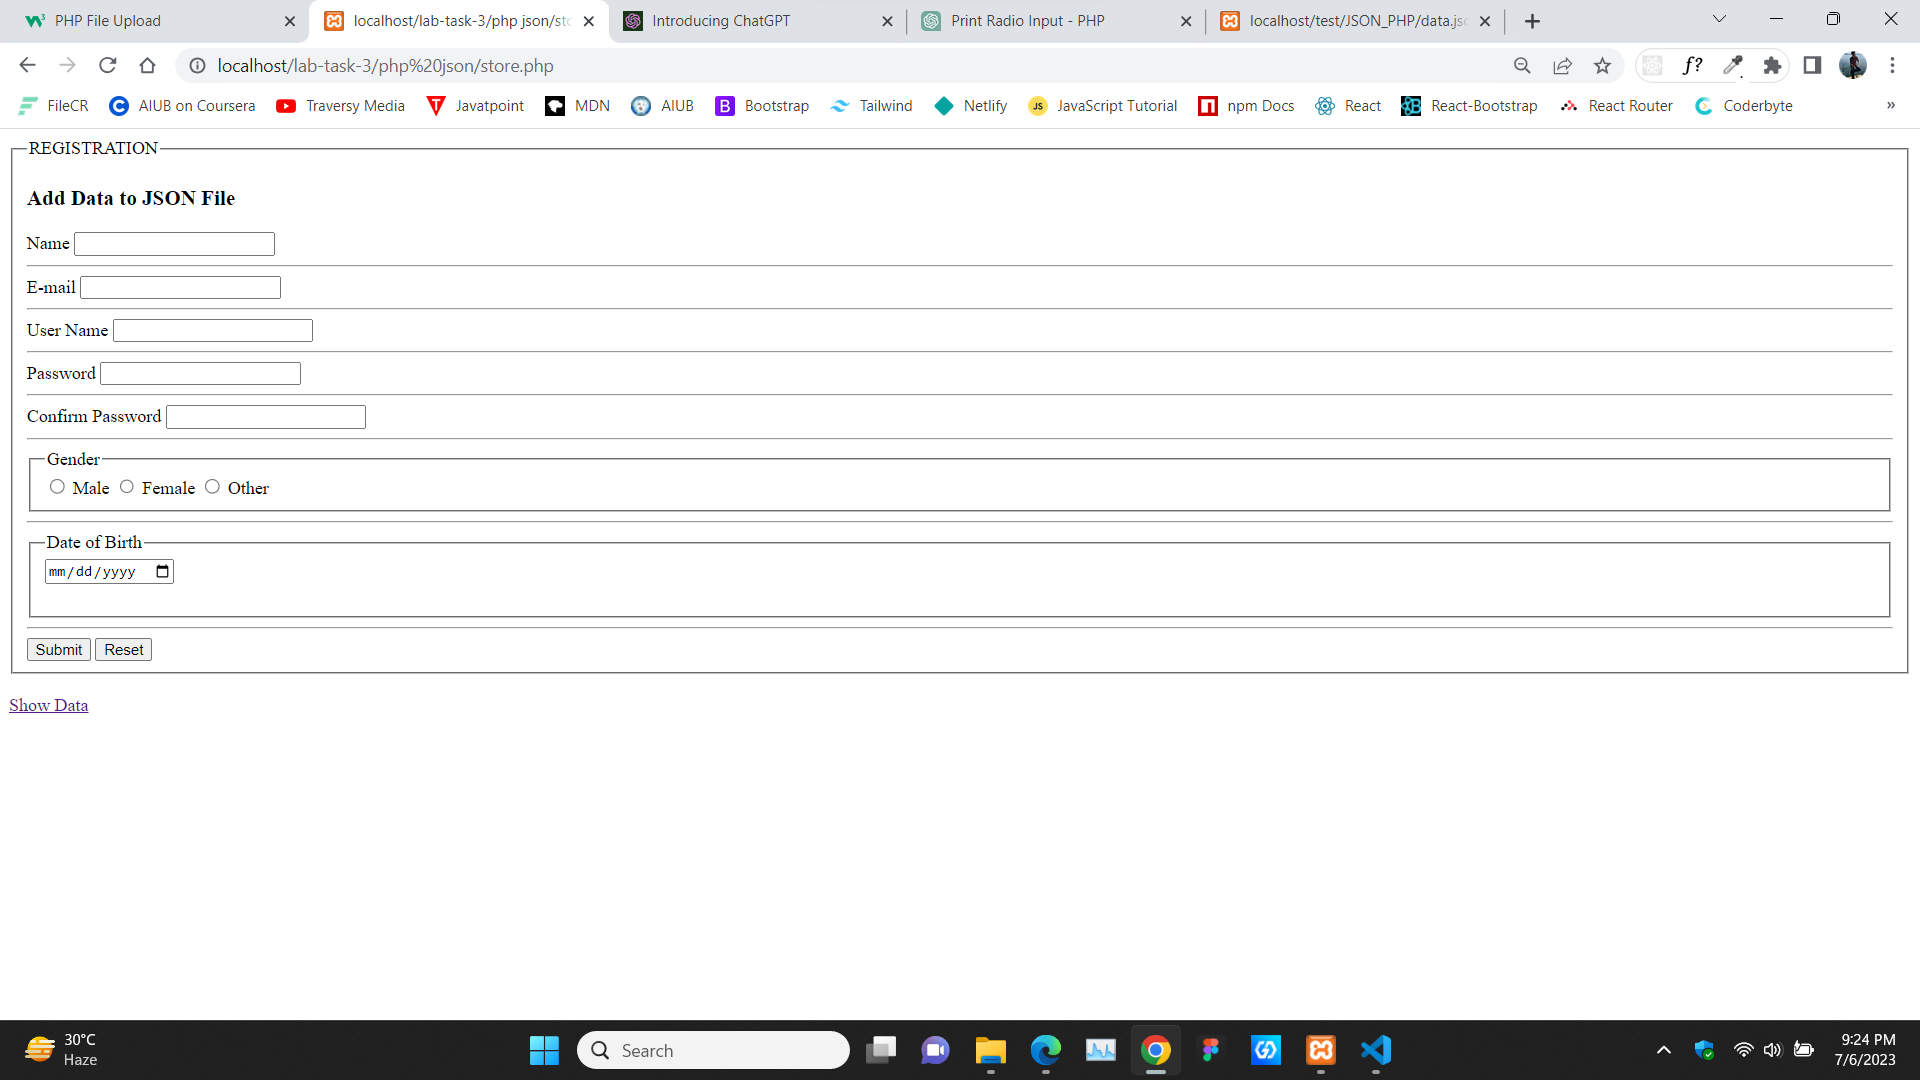 PHP File Upload
localhost/lab-task-3/php json/sto
Introducing ChatGPT
Print Radio Input - PHP
localhost/test/JSON_PHP/data.jso
localhost/lab-task-3/php%20json/store.php
f?
FileCR
AIUB on Coursera
Traversy Media
Javatpoint
MDN
AIUB
B Bootstrap
Tailwind
Netlify
JS JavaScript Tutorial
npm Docs
React
React-Bootstrap
React Router
Coderbyte
»
REGISTRATION
Add Data to JSON File
Name
E-mail
User Name
Password
Confirm Password
Gender
Male Female Other
Date of Birth
mm/dd/yyyy
Submit Reset
Show Data
30°C
Haze
Search
9:24 PM
7/6/2023